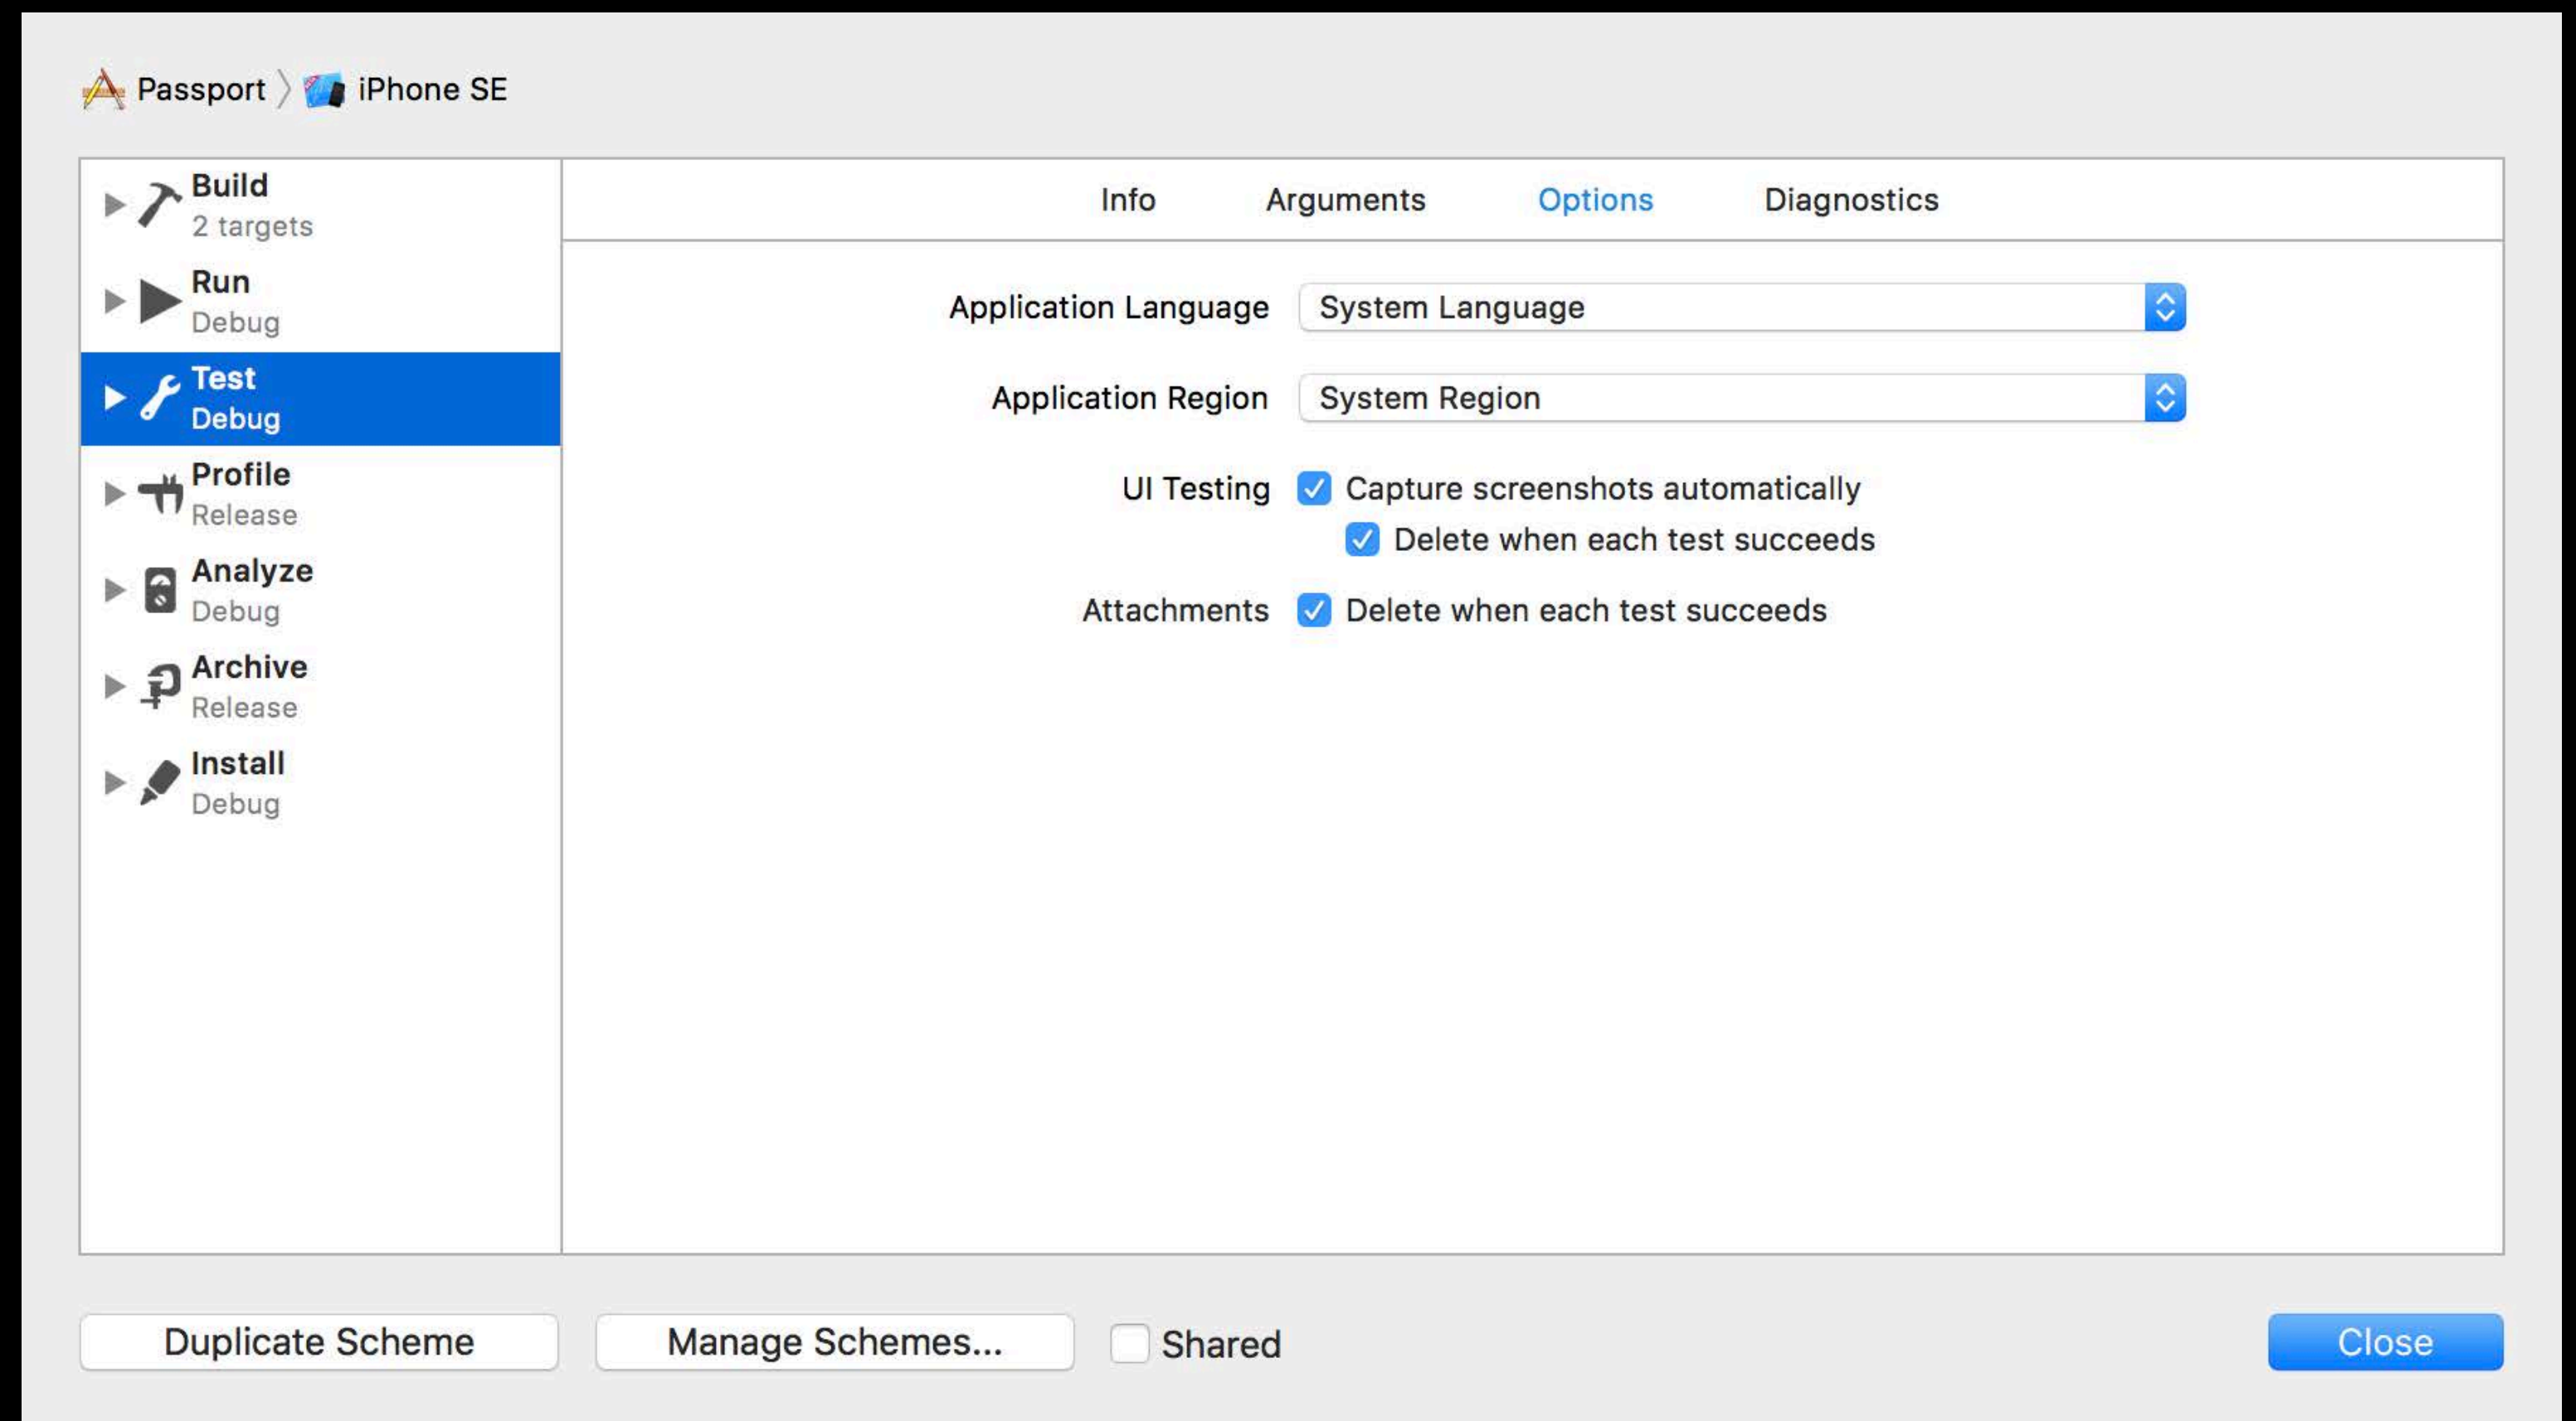 Passport iPhone SE
Build
2 targets
Run
Debug
Test
Debug
Profile
Release
Analyze
Debug
Archive
Release
Install
Debug
Info Arguments Options Diagnostics
Application Language System Language
Application Region System Region
UI Testing Capture screenshots automatically
Delete when each test succeeds
Attachments Delete when each test succeeds
Duplicate Scheme Manage Schemes... Shared Close